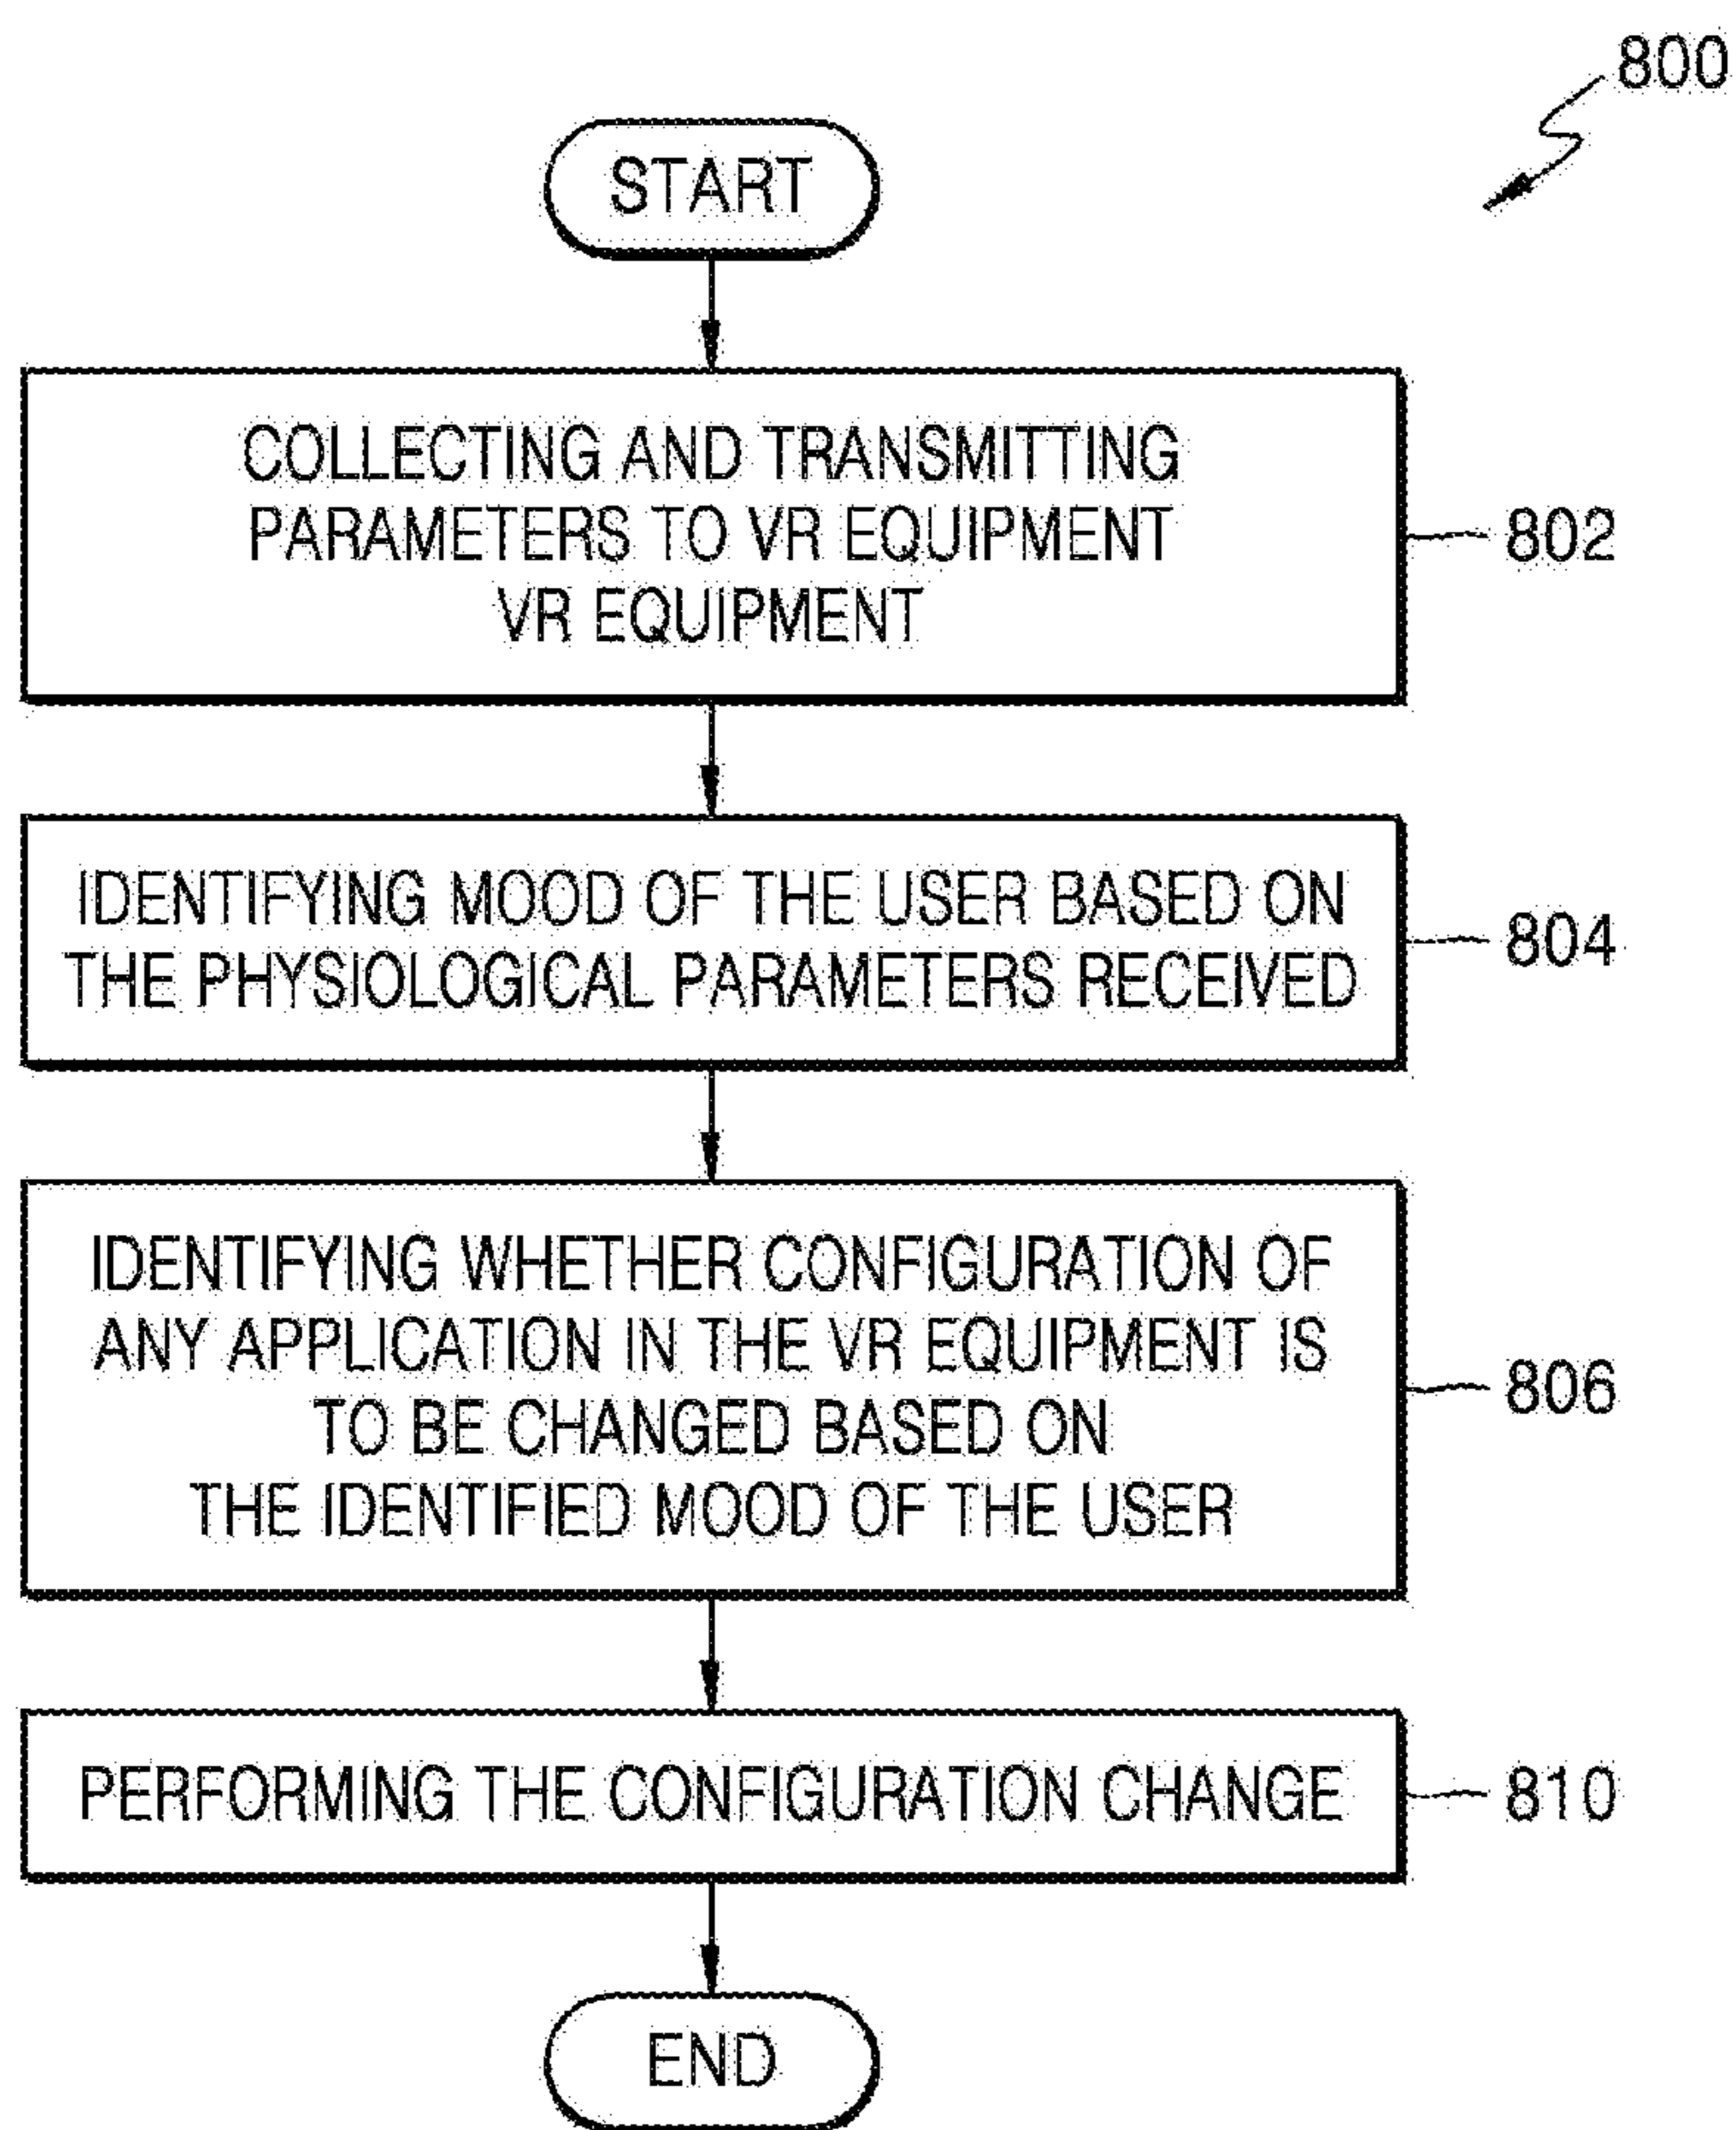 800
START
COLLECTING AND TRANSMITTING
PARAMETERS TO VR EQUIPMENT
VR EQUIPMENT
802
IDENTIFYING MOOD OF THE USER BASED ON
THE PHYSIOLOGICAL PARAMETERS RECEIVED
804
IDENTIFYING WHETHER CONFIGURATION OF
ANY APPLICATION IN THE VR EQUIPMENT IS
TO BE CHANGED BASED ON
THE IDENTIFIED MOOD OF THE USER
806
PERFORMING THE CONFIGURATION CHANGE
810
END